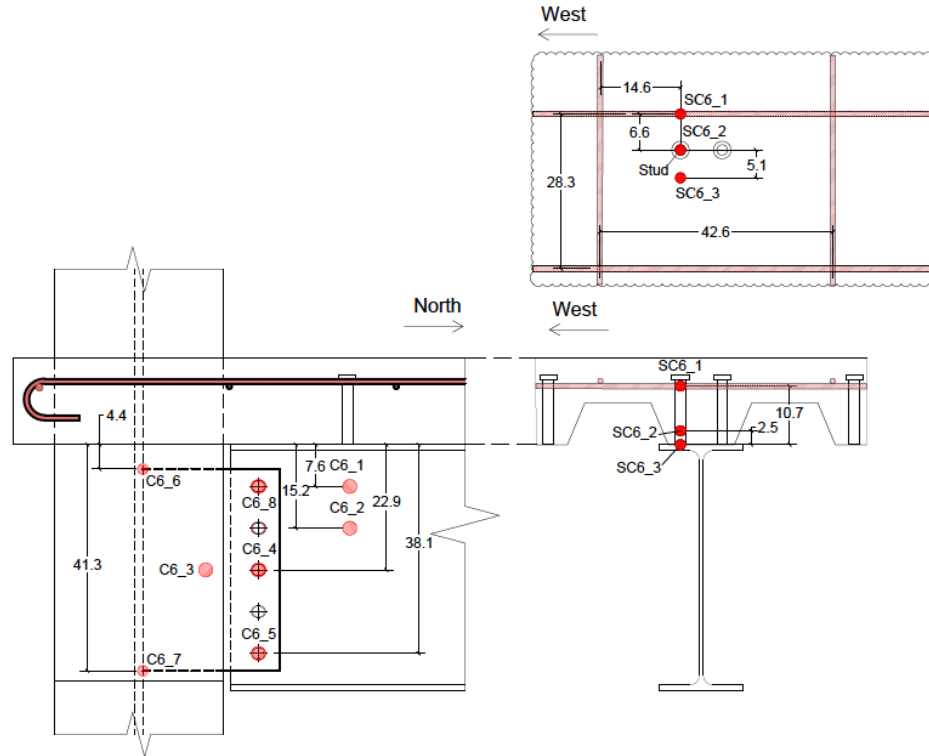 West
14.6
SC6_1
6.6
SC6_2
Stud
5.1
SC6_3
28.3
42.6
North
West
SC6_1
4.4
10.7
2.5
SC6_2
SC6_3
7.6
C6_1
C6_6
15.2
C6_8
C6_2
22.9
38.1
C6_4
41.3
C6_3
C6_5
C6_7